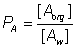 P_A = [A_org] / [A_w]